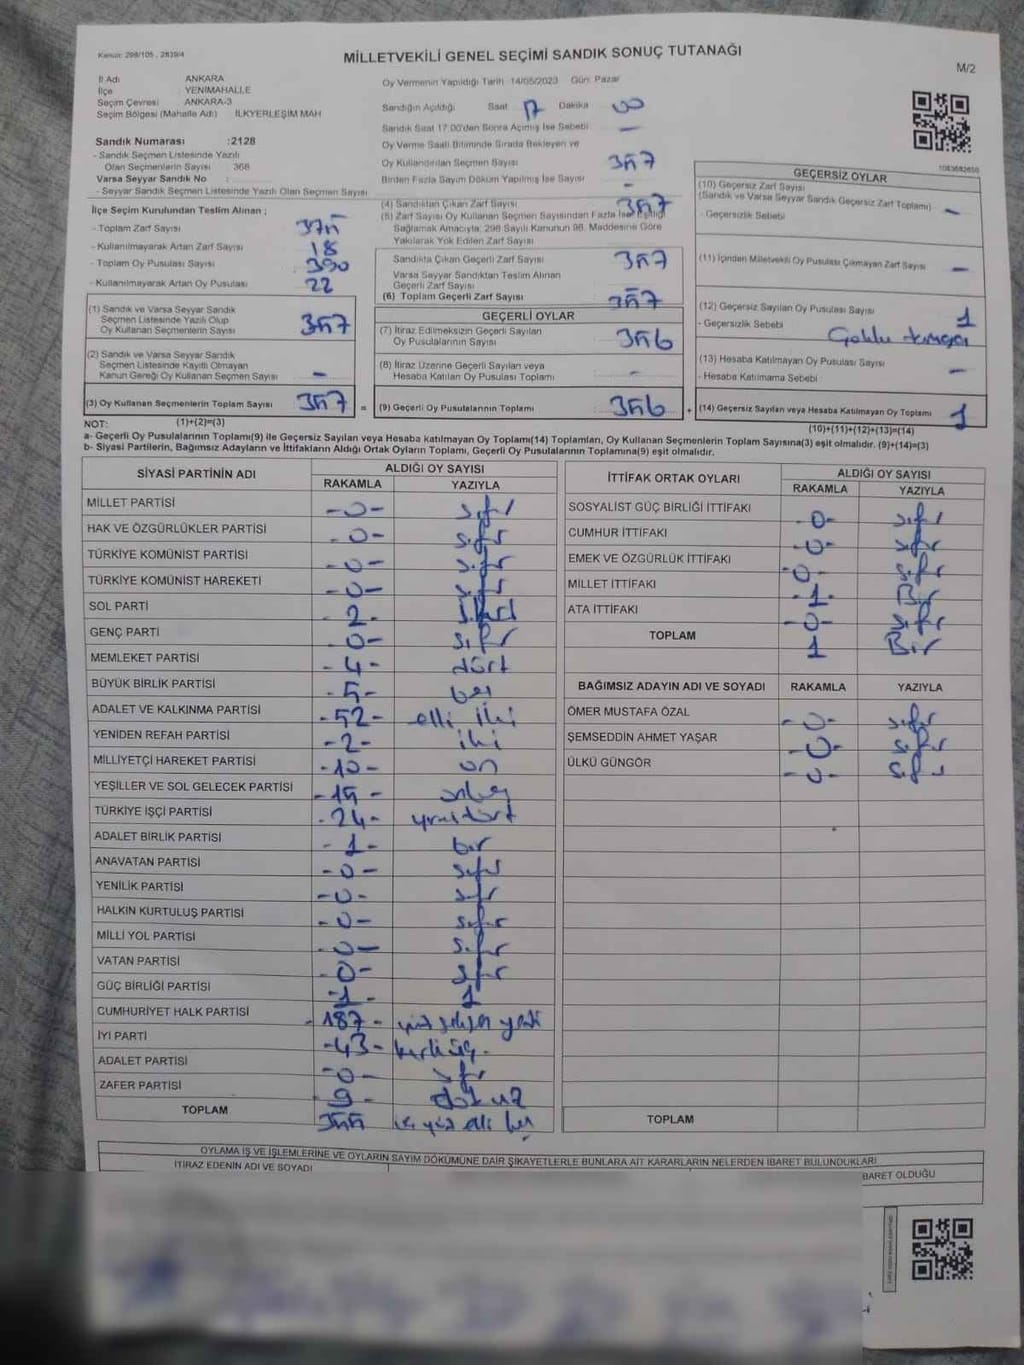 Kanun: 298/105 , 2839/4
MİLLETVEKİLİ GENEL SEÇİMİ SANDIK SONUÇ TUTANAĞI
M/2
İl Adı ANKARA
İlçe YENİMAHALLE
Seçim Çevresi ANKARA-3
Seçim Bölgesi (Mahalle Adı) İLKYERLEŞİM MAH
Oy Vermenin Yapıldığı Tarih 14/05/2023 Gün: Pazar
Sandığın Açıldığı Saat 17 Dakika 00
Sandık Saat 17.00'den Sonra Açılmış İse Sebebi —
Oy Verme Saati Bitiminde Sırada Bekleyen ve
Oy Kullandırılan Seçmen Sayısı 357
Birden Fazla Sayım Döküm Yapılmış İse Sayısı -
Sandık Numarası :2128
- Sandık Seçmen Listesinde Yazılı
Olan Seçmenlerin Sayısı 368
Varsa Seyyar Sandık No
- Seyyar Sandık Seçmen Listesinde Yazılı Olan Seçmen Sayısı
İlçe Seçim Kurulundan Teslim Alınan ;
- Toplam Zarf Sayısı 375
- Kullanılmayarak Artan Zarf Sayısı 18
- Toplam Oy Pusulası Sayısı 390
- Kullanılmayarak Artan Oy Pusulası 22
(1) Sandık ve Varsa Seyyar Sandık
Seçmen Listesinde Yazılı Olup
Oy Kullanan Seçmenlerin Sayısı 357
(2) Sandık ve Varsa Seyyar Sandık
Seçmen Listesinde Kayıtlı Olmayan
Kanun Gereği Oy Kullanan Seçmen Sayısı -
(3) Oy Kullanan Seçmenlerin Toplam Sayısı 357
(1)+(2)=(3)
(4) Sandıktan Çıkan Zarf Sayısı 357
(5) Zarf Sayısı Oy Kullanan Seçmen Sayısından Fazla İse Eşitliği
Sağlamak Amacıyla, 298 Sayılı Kanunun 98. Maddesine Göre
Yakılarak Yok Edilen Zarf Sayısı
Sandıkta Çıkan Geçerli Zarf Sayısı 357
Varsa Seyyar Sandıktan Teslim Alınan
Geçerli Zarf Sayısı
(6) Toplam Geçerli Zarf Sayısı 357
GEÇERLİ OYLAR
(7) İtiraz Edilmeksizin Geçerli Sayılan
Oy Pusulalarının Sayısı 356
(8) İtiraz Üzerine Geçerli Sayılan veya
Hesaba Katılan Oy Pusulası Toplamı -
= (9) Geçerli Oy Pusulalarının Toplamı 356
1083682650
GEÇERSİZ OYLAR
(10) Geçersiz Zarf Sayısı
(Sandık ve Varsa Seyyar Sandık Geçersiz Zarf Toplamı) -
- Geçersizlik Sebebi
(11) İçinden Milletvekili Oy Pusulası Çıkmayan Zarf Sayısı -
(12) Geçersiz Sayılan Oy Pusulası Sayısı 1
- Geçersizlik Sebebi
(13) Hesaba Katılmayan Oy Pusulası Sayısı -
- Hesaba Katılmama Sebebi
+ (14) Geçersiz Sayılan veya Hesaba Katılmayan Oy Toplamı 1
(10)+(11)+(12)+(13)=(14)
NOT:
a- Geçerli Oy Pusulalarının Toplamı(9) ile Geçersiz Sayılan veya Hesaba katılmayan Oy Toplamı(14) Toplamları, Oy Kullanan Seçmenlerin Toplam Sayısına(3) eşit olmalıdır. (9)+(14)=(3)
b- Siyasi Partilerin, Bağımsız Adayların ve İttifakların Aldığı Ortak Oyların Toplamı, Geçerli Oy Pusulalarının Toplamına(9) eşit olmalıdır.
SİYASİ PARTİNİN ADI ALDIĞI OY SAYISI
RAKAMLA YAZIYLA
MİLLET PARTİSİ -0- sıfır
HAK VE ÖZGÜRLÜKLER PARTİSİ -0- sıfır
TÜRKİYE KOMÜNİST PARTİSİ -0- sıfır
TÜRKİYE KOMÜNİST HAREKETİ -0- sıfır
SOL PARTİ -2-
GENÇ PARTİ -0- sıfır
MEMLEKET PARTİSİ -4- dört
BÜYÜK BİRLİK PARTİSİ -5- beş
ADALET VE KALKINMA PARTİSİ -52- elli iki
YENİDEN REFAH PARTİSİ -2- iki
MİLLİYETÇİ HAREKET PARTİSİ -10- on
YEŞİLLER VE SOL GELECEK PARTİSİ -15- onbeş
TÜRKİYE İŞÇİ PARTİSİ -24- yirmidört
ADALET BİRLİK PARTİSİ -1- bir
ANAVATAN PARTİSİ -0- sıfır
YENİLİK PARTİSİ -0- sıfır
HALKIN KURTULUŞ PARTİSİ -0- sıfır
MİLLİ YOL PARTİSİ -0- sıfır
VATAN PARTİSİ -0- sıfır
GÜÇ BİRLİĞİ PARTİSİ -1- 1
CUMHURİYET HALK PARTİSİ -187- yüz seksen yedi
İYİ PARTİ -43- kırküç
ADALET PARTİSİ -0- sıfır
ZAFER PARTİSİ 9- dokuz
TOPLAM 355 üçyüz elli beş
İTTİFAK ORTAK OYLARI ALDIĞI OY SAYISI
RAKAMLA YAZIYLA
SOSYALİST GÜÇ BİRLİĞİ İTTİFAKI -0- sıfır
CUMHUR İTTİFAKI -0- sıfır
EMEK VE ÖZGÜRLÜK İTTİFAKI -0- sıfır
MİLLET İTTİFAKI -1- Bir
ATA İTTİFAKI -0- sıfır
TOPLAM 1 Bir
BAĞIMSIZ ADAYIN ADI VE SOYADI RAKAMLA YAZIYLA
ÖMER MUSTAFA ÖZAL -0- sıfır
ŞEMSEDDİN AHMET YAŞAR -0- sıfır
ÜLKÜ GÜNGÖR -0- sıfır
TOPLAM
OYLAMA İŞ VE İŞLEMLERİNE VE OYLARIN SAYIM DÖKÜMÜNE DAİR ŞİKAYETLERLE BUNLARA AİT KARARLARIN NELERDEN İBARET BULUNDUKLARI
İTİRAZ EDENİN ADI VE SOYADI
BARET OLDUĞU